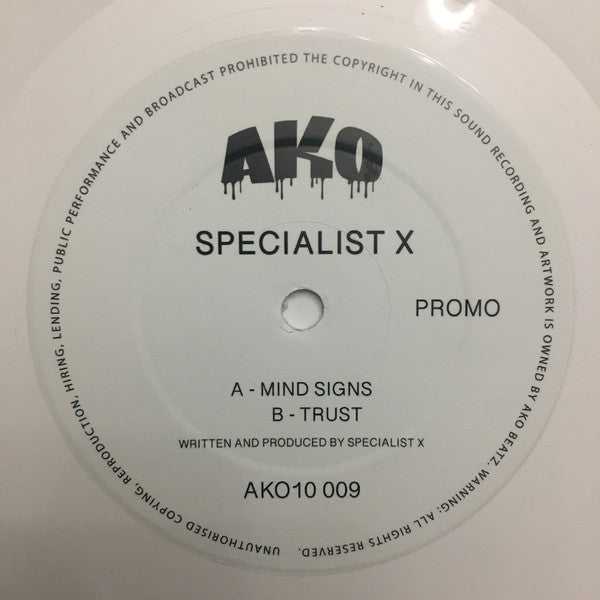 AKO
SPECIALIST X
PROMO
A - MIND SIGNS
B - TRUST
WRITTEN AND PRODUCED BY SPECIALIST X
AKO10 009
UNAUTHORISED COPYING, REPRODUCTION, HIRING, LENDING, PUBLIC PERFORMANCE AND BROADCAST PROHIBITED THE COPYRIGHT IN THIS SOUND RECORDING AND ARTWORK IS OWNED BY AKO BEATZ. WARNING: ALL RIGHTS RESERVED.